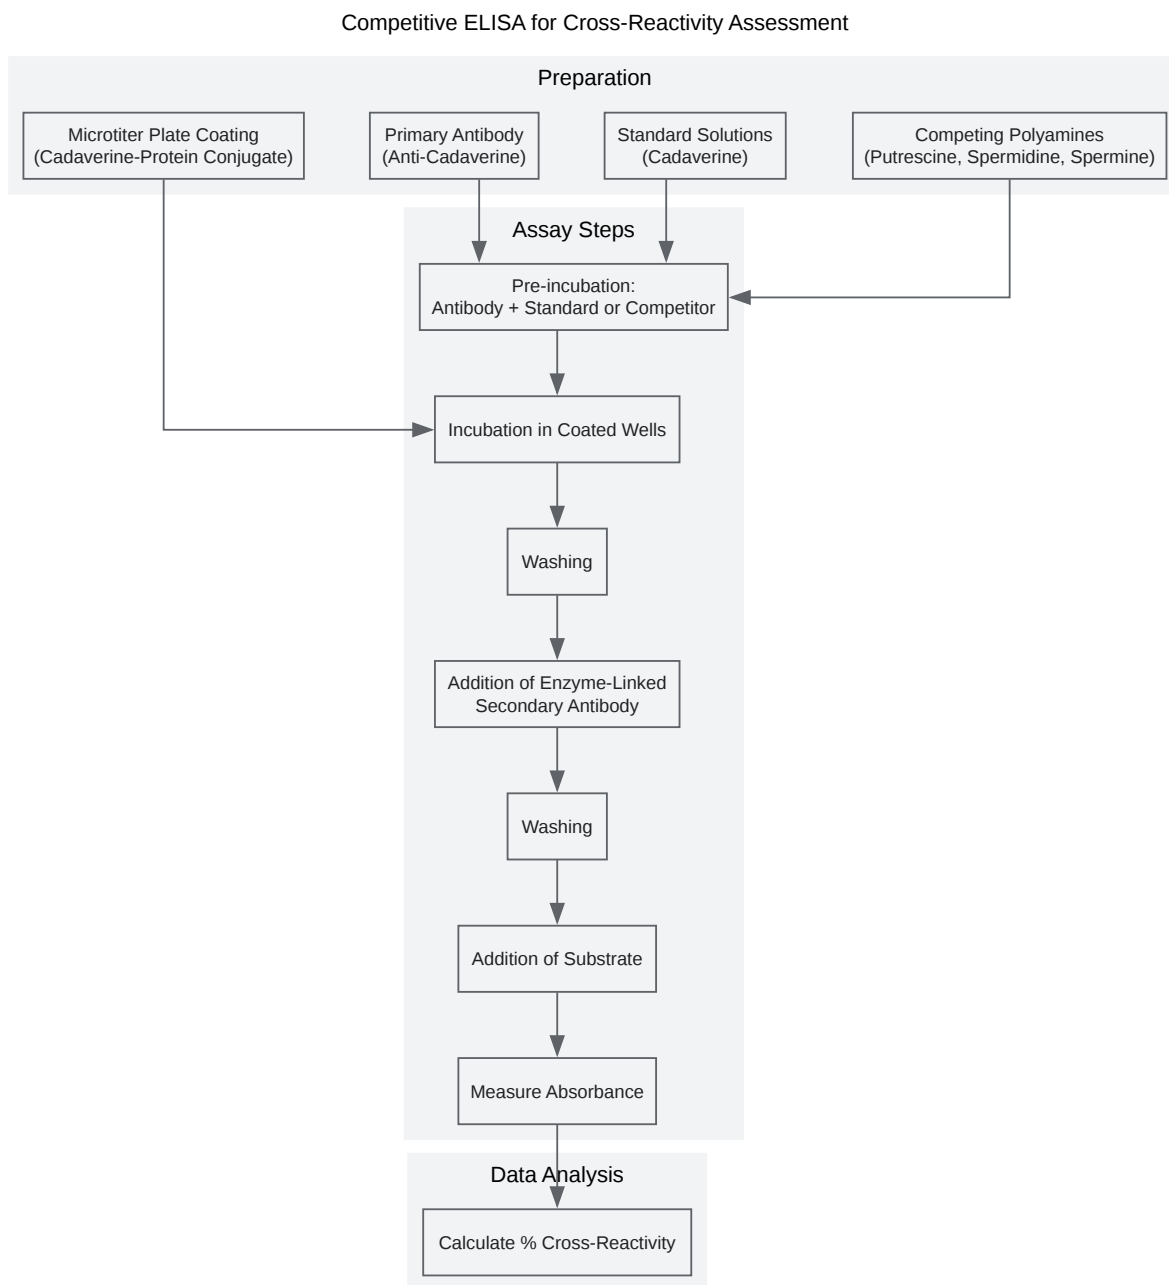 Competitive ELISA for Cross-Reactivity Assessment
Preparation
Microtiter Plate Coating
(Cadaverine-Protein Conjugate)
Primary Antibody
(Anti-Cadaverine)
Standard Solutions
(Cadaverine)
Competing Polyamines
(Putrescine, Spermidine, Spermine)
Assay Steps
Pre-incubation:
Antibody + Standard or Competitor
Incubation in Coated Wells
Washing
Addition of Enzyme-Linked
Secondary Antibody
Washing
Addition of Substrate
Measure Absorbance
Data Analysis
Calculate % Cross-Reactivity